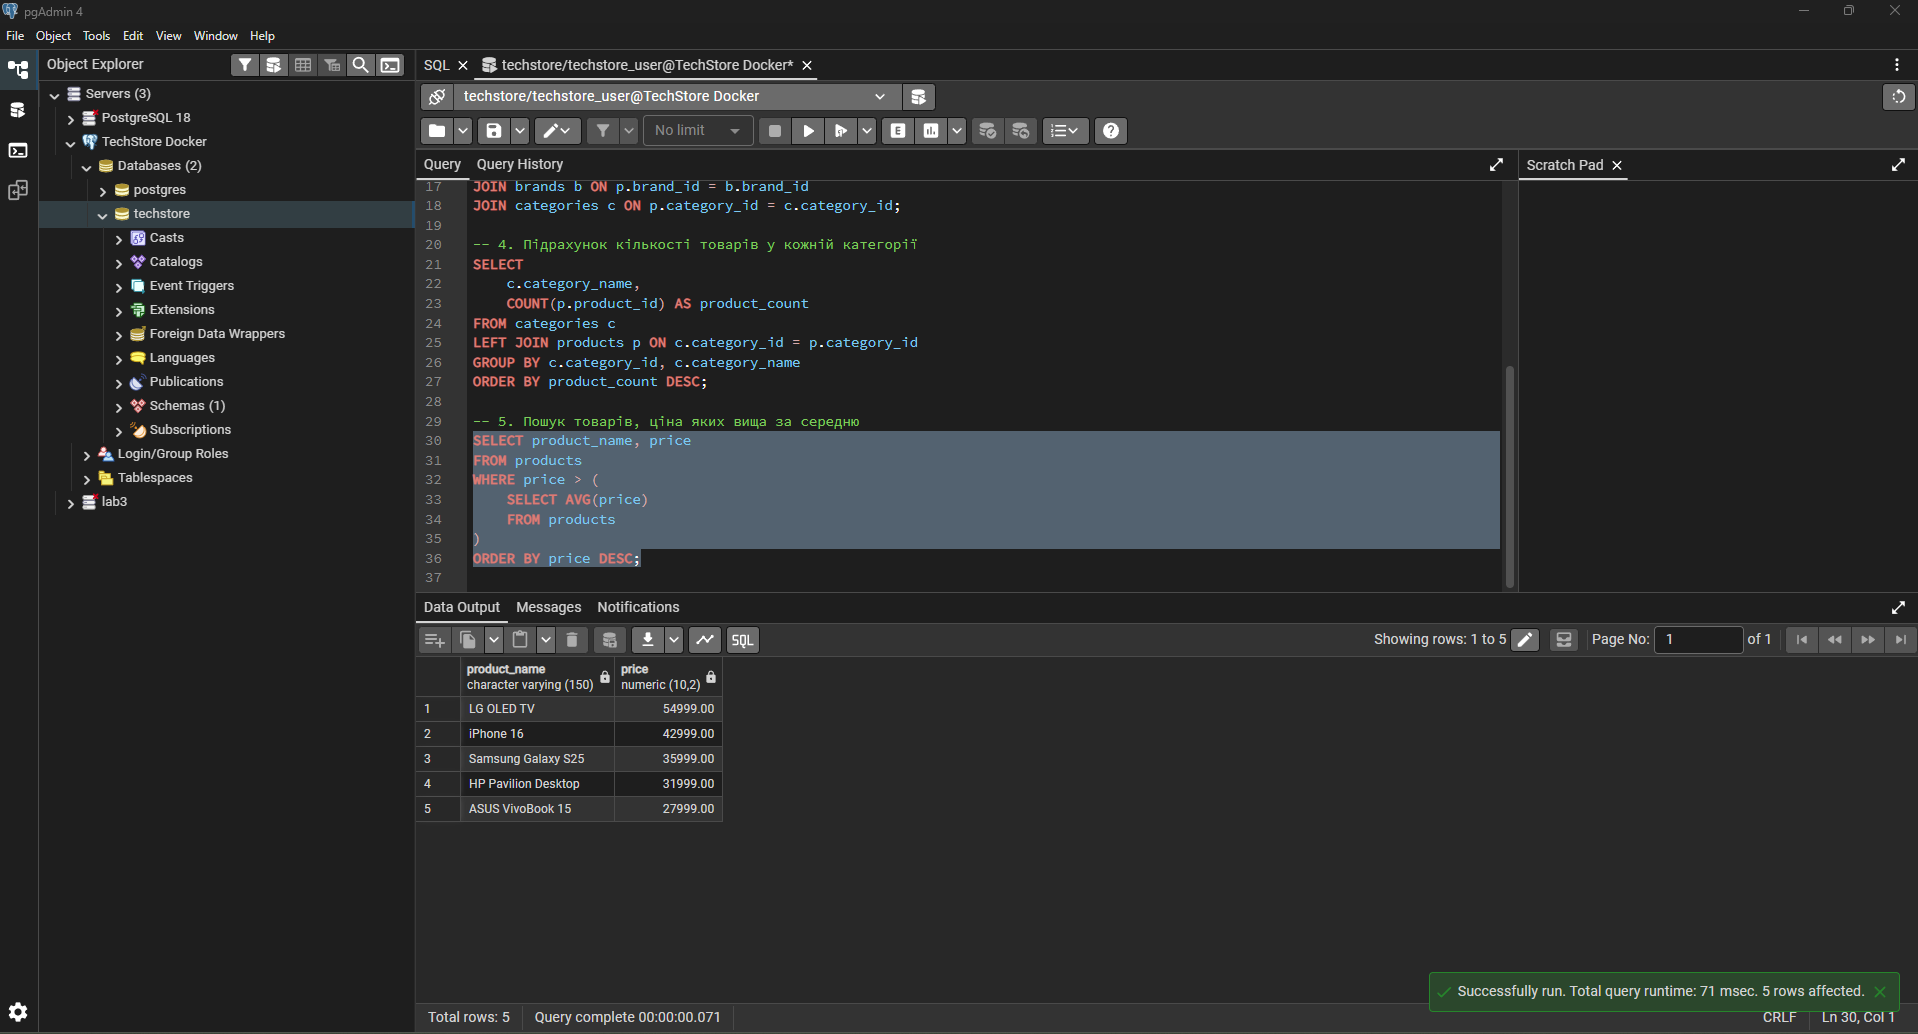 pgAdmin 4
File Object Tools Edit View Window Help
Object Explorer
Servers (3)
PostgreSQL 18
TechStore Docker
Databases (2)
postgres
techstore
Casts
Catalogs
Event Triggers
Extensions
Foreign Data Wrappers
Languages
Publications
Schemas (1)
Subscriptions
Login/Group Roles
Tablespaces
lab3
SQL techstore/techstore_user@TechStore Docker*
techstore/techstore_user@TechStore Docker
No limit E
Query Query History
17 JOIN brands b ON p.brand_id = b.brand_id
18 JOIN categories c ON p.category_id = c.category_id;
19
20 -- 4. Підрахунок кількості товарів у кожній категорії
21 SELECT
22 c.category_name,
23 COUNT(p.product_id) AS product_count
24 FROM categories c
25 LEFT JOIN products p ON c.category_id = p.category_id
26 GROUP BY c.category_id, c.category_name
27 ORDER BY product_count DESC;
28
29 -- 5. Пошук товарів, ціна яких вища за середню
30 SELECT product_name, price
31 FROM products
32 WHERE price > (
33 SELECT AVG(price)
34 FROM products
35 )
36 ORDER BY price DESC;
37
Scratch Pad
Data Output Messages Notifications
SQL Showing rows: 1 to 5 Page No: 1 of 1
product_name price
character varying (150) numeric (10,2)
1 LG OLED TV 54999.00
2 iPhone 16 42999.00
3 Samsung Galaxy S25 35999.00
4 HP Pavilion Desktop 31999.00
5 ASUS VivoBook 15 27999.00
Successfully run. Total query runtime: 71 msec. 5 rows affected.
Total rows: 5 Query complete 00:00:00.071 CRLF Ln 30, Col 1